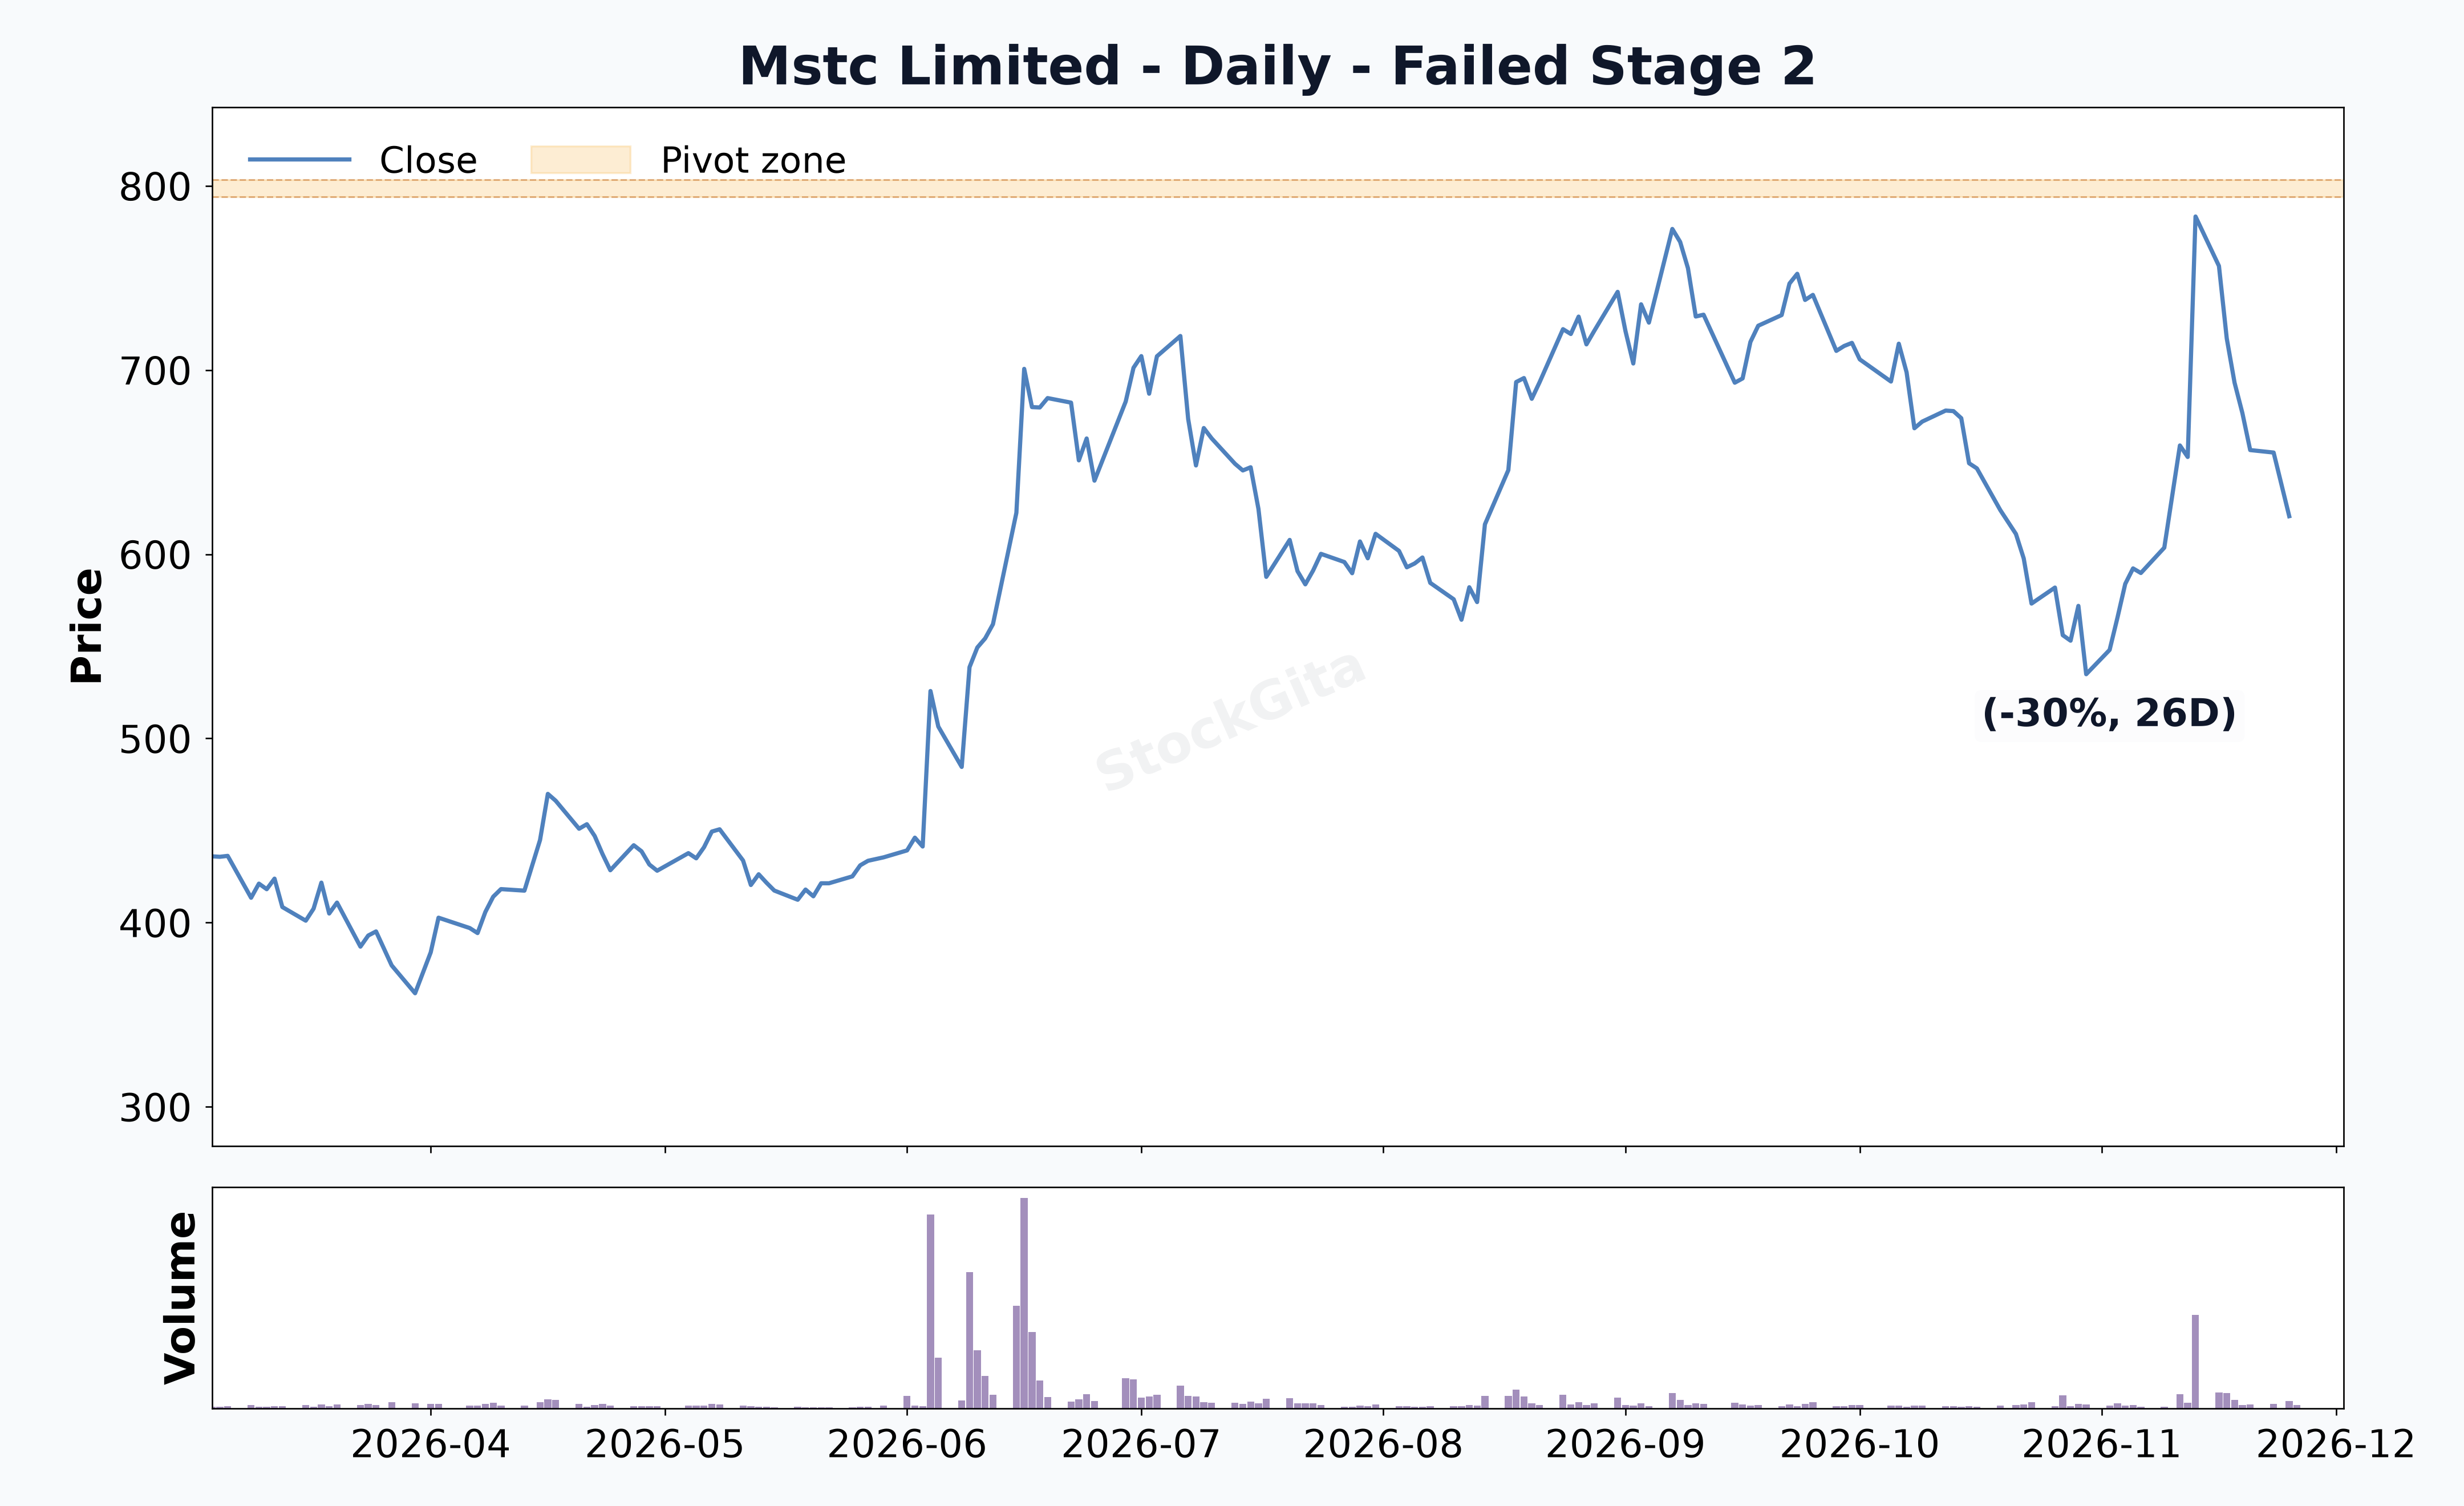 Mstc Limited - Daily - Failed Stage 2
Close
Pivot zone
800
700
600
500
400
300
Price
StockGita
(-30%, 26D)
Volume
2026-04
2026-05
2026-06
2026-07
2026-08
2026-09
2026-10
2026-11
2026-12